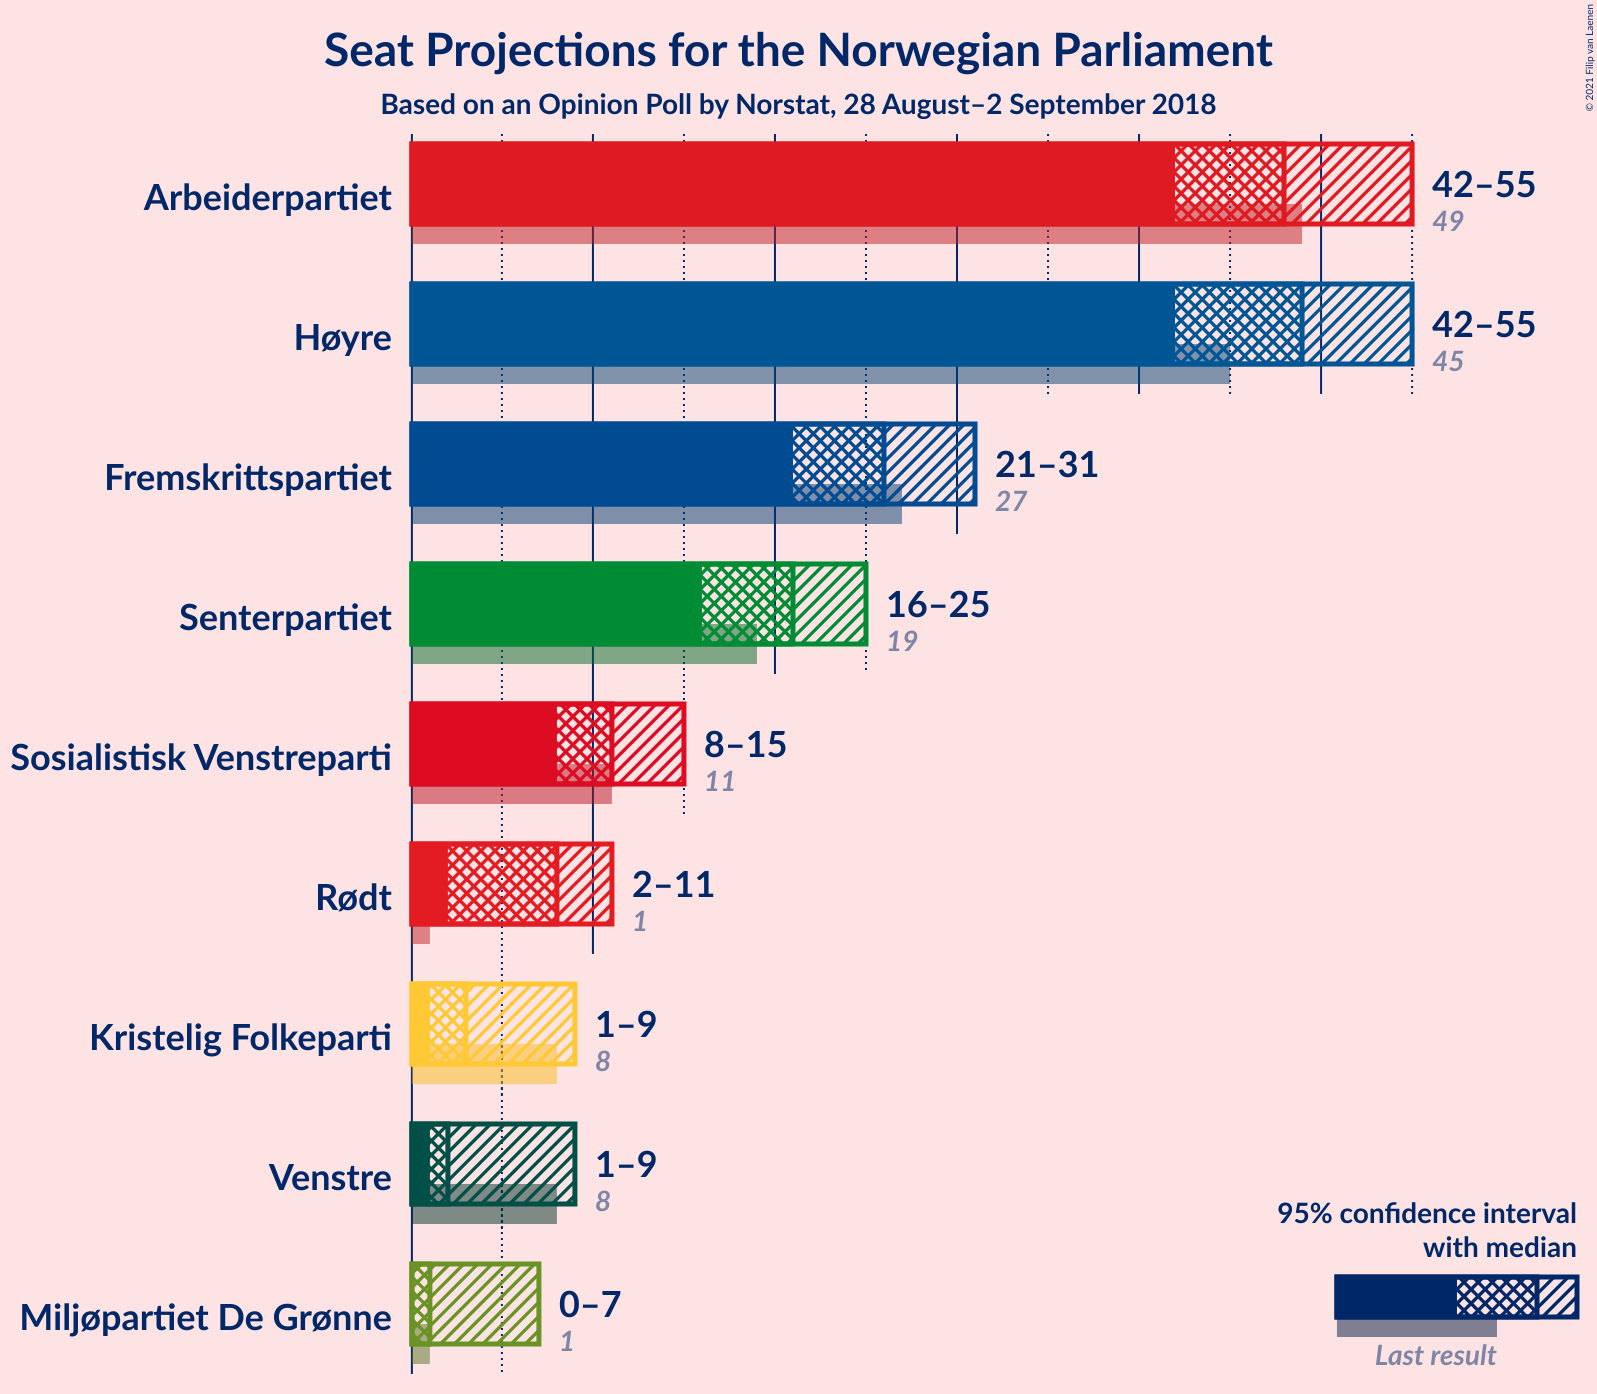 Seat Projections for the Norwegian Parliament
Based on an Opinion Poll by Norstat, 28 August–2 September 2018
© 2021 Filip van Laenen
Arbeiderpartiet
42–55
49
Høyre
42–55
45
Fremskrittspartiet
21–31
27
Senterpartiet
16–25
19
Sosialistisk Venstreparti
8–15
11
Rødt
2–11
1
Kristelig Folkeparti
1–9
8
Venstre
1–9
8
Miljøpartiet De Grønne
0–7
1
95% confidence interval
with median
Last result